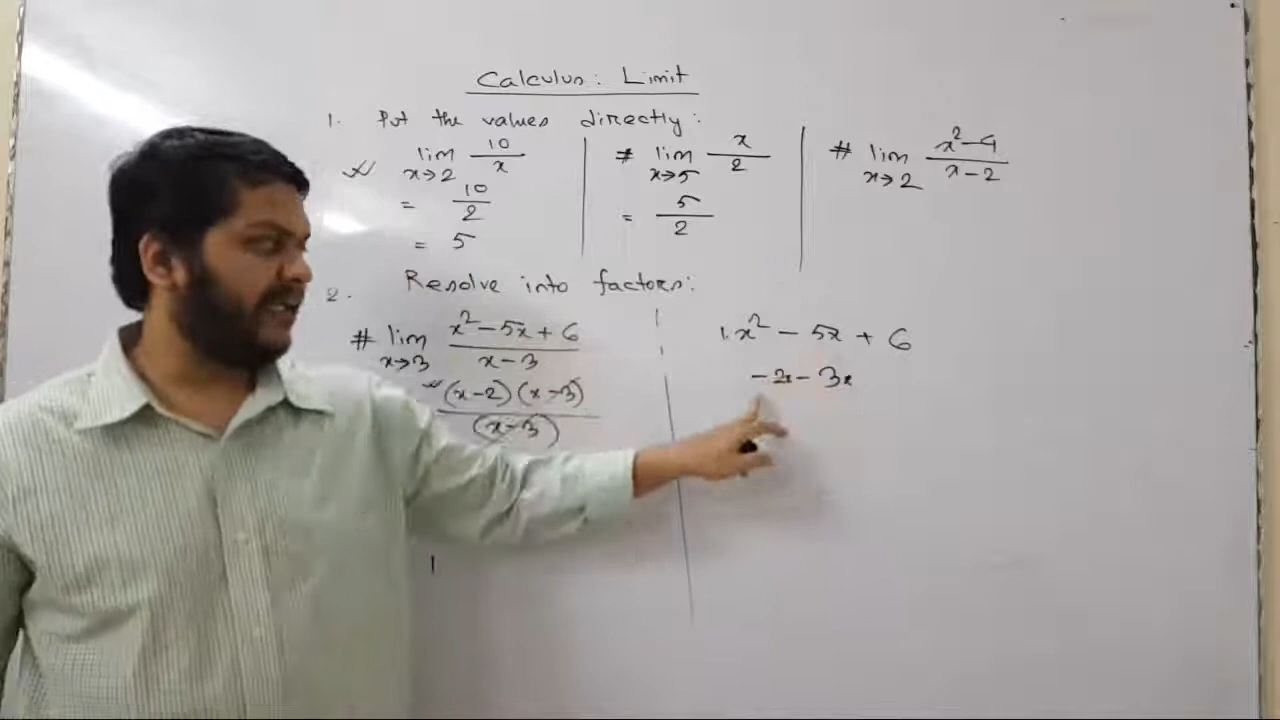 Calculus: Limit
1. Put the values directly:
lim x→2 10/x
= 10/2
= 5
# lim x→5 x/2
= 5/2
# lim x→2 x²-4/x-2
2. Resolve into factors:
# lim x→3 x²-5x+6/x-3
(x-2)(x-3)/(x-3)
1.x² - 5x + 6
-2x - 3x